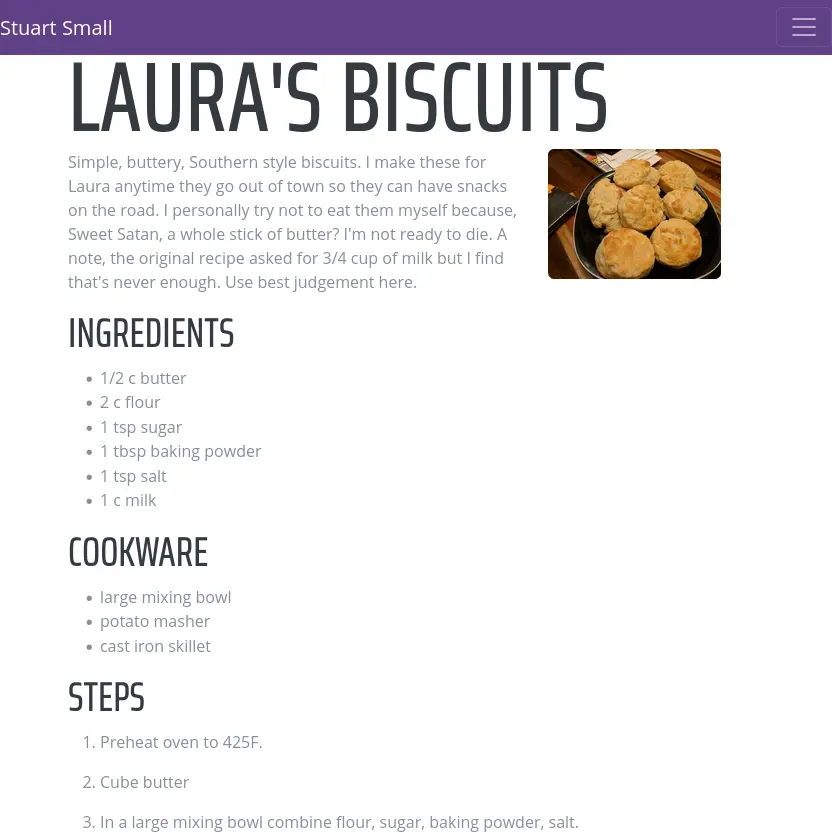 Stuart Small
LAURA'S BISCUITS
Simple, buttery, Southern style biscuits. I make these for
Laura anytime they go out of town so they can have snacks
on the road. I personally try not to eat them myself because,
Sweet Satan, a whole stick of butter? I'm not ready to die. A
note, the original recipe asked for 3/4 cup of milk but I find
that's never enough. Use best judgement here.
INGREDIENTS
• 1/2 c butter
• 2 c flour
• 1 tsp sugar
• 1 tbsp baking powder
• 1 tsp salt
• 1 c milk
COOKWARE
• large mixing bowl
• potato masher
• cast iron skillet
STEPS
1. Preheat oven to 425F.
2. Cube butter
3. In a large mixing bowl combine flour, sugar, baking powder, salt.